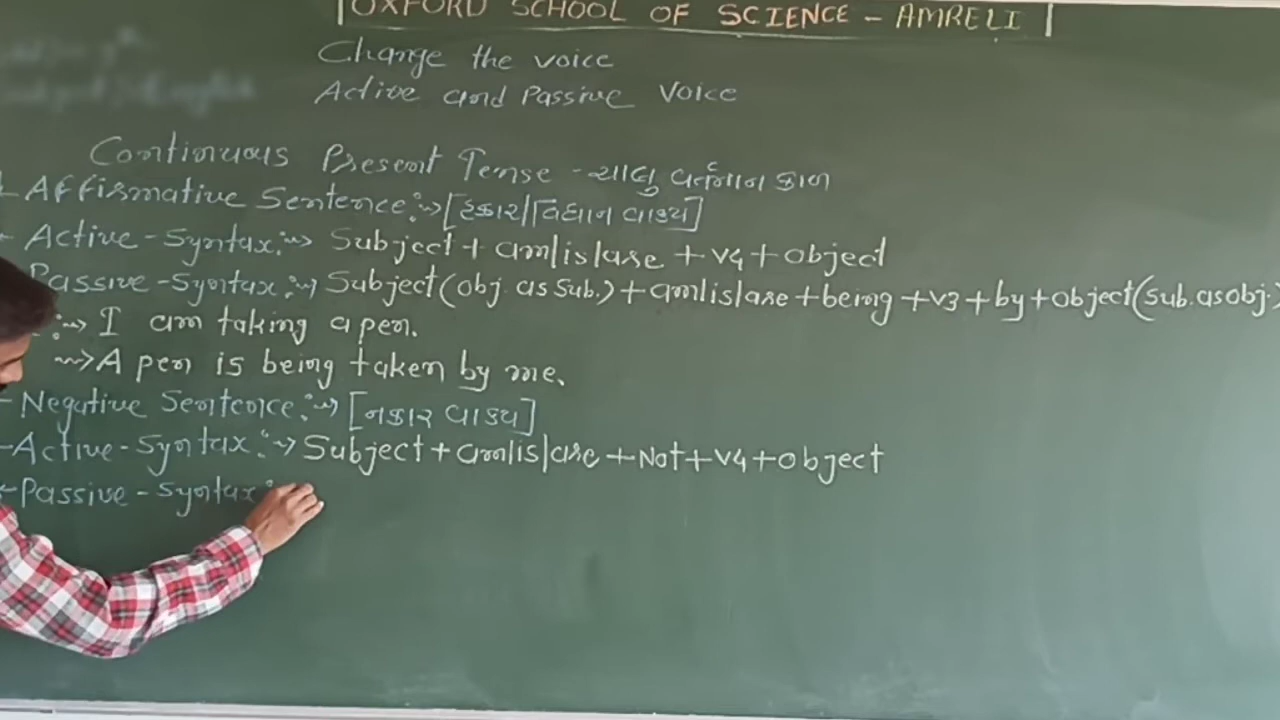 OXFORD SCHOOL OF SCIENCE - AMRELI
Change the voice
Active and Passive Voice
Continuous Present Tense - ચાલુ વર્તમાન કાળ
Affirmative Sentence :→ [હકાર/વિધાન વાક્ય]
Active - Syntax :→ Subject + am/is/are + V4 + Object
Passive - Syntax :→ Subject (obj. as Sub.) + am/is/are + being + V3 + by + Object (sub. as obj.)
:→ I am taking a pen.
→ A pen is being taken by me.
- Negative Sentence :→ [નકાર વાક્ય]
- Active - Syntax :→ Subject + am/is/are + Not + V4 + Object
- Passive - Syntax :